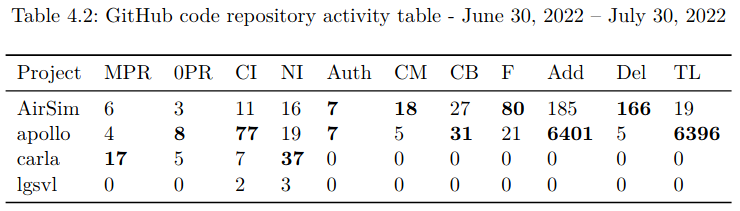 Table 4.2: GitHub code repository activity table - June 30, 2022 – July 30, 2022
Project MPR 0PR CI NI Auth CM CB F Add Del TL
AirSim 6 3 11 16 7 18 27 80 185 166 19
apollo 4 8 77 19 7 5 31 21 6401 5 6396
carla 17 5 7 37 0 0 0 0 0 0 0
lgsvl 0 0 2 3 0 0 0 0 0 0 0